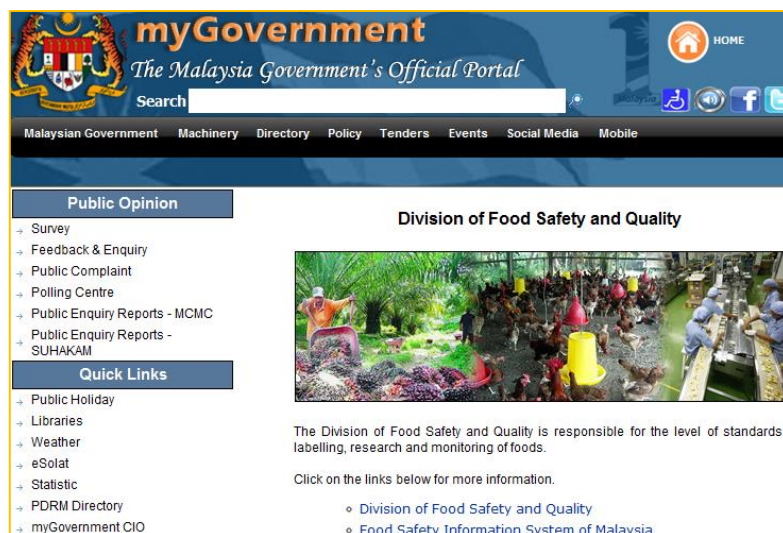 myGovernment
The Malaysia Government's Official Portal
HOME
Search
Malaysia
Malaysian Government Machinery Directory Policy Tenders Events Social Media Mobile
Public Opinion
Survey
Feedback & Enquiry
Public Complaint
Polling Centre
Public Enquiry Reports - MCMC
Public Enquiry Reports -
SUHAKAM
Quick Links
Public Holiday
Libraries
Weather
eSolat
Statistic
PDRM Directory
myGovernment CIO
Division of Food Safety and Quality
The Division of Food Safety and Quality is responsible for the level of standards
labelling, research and monitoring of foods.
Click on the links below for more information.
Division of Food Safety and Quality
Food Safety Information System of Malaysia